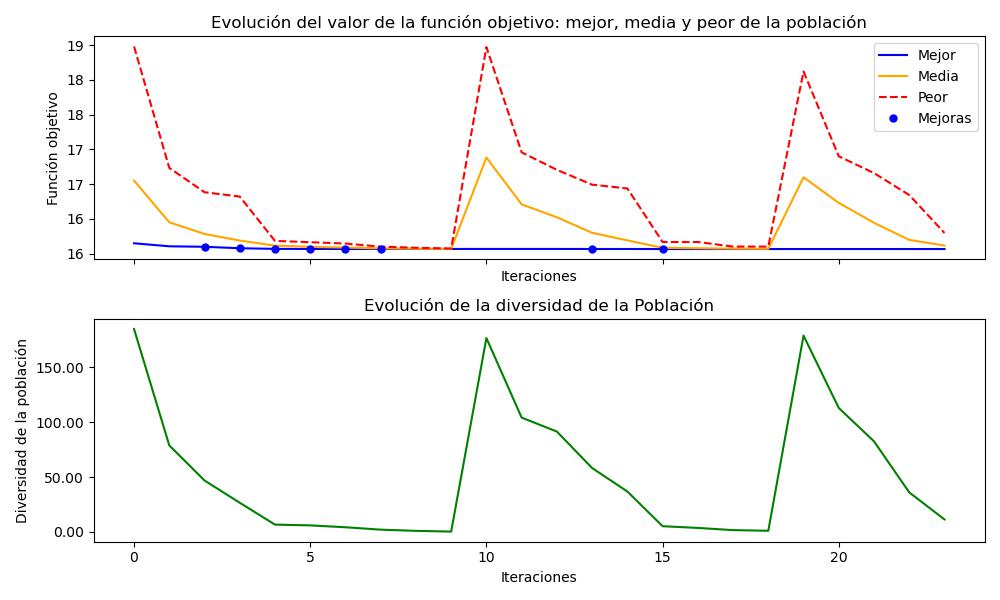 Evolución del valor de la función objetivo: mejor, media y peor de la población
19
18
18
17
17
16
16
Función objetivo
Mejor
Media
Peor
Mejoras
Iteraciones
Evolución de la diversidad de la Población
150.00
100.00
50.00
0.00
Diversidad de la población
0 5 10 15 20
Iteraciones